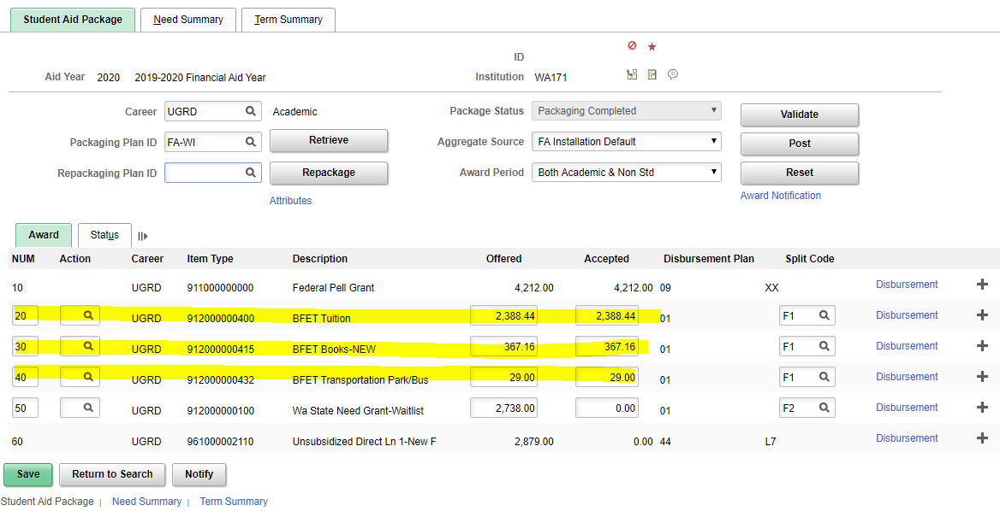 Student Aid Package Need Summary Term Summary
ID
Aid Year 2020 2019-2020 Financial Aid Year Institution WA171
Career UGRD Academic Package Status Packaging Completed Validate
Packaging Plan ID FA-WI Retrieve Aggregate Source FA Installation Default Post
Repackaging Plan ID Repackage Award Period Both Academic & Non Std Reset
Attributes Award Notification
Award Status
NUM Action Career Item Type Description Offered Accepted Disbursement Plan Split Code
10 UGRD 911000000000 Federal Pell Grant 4,212.00 4,212.00 09 XX Disbursement
20 UGRD 912000000400 BFET Tuition 2,388.44 2,388.44 01 F1 Disbursement
30 UGRD 912000000415 BFET Books-NEW 367.16 367.16 01 F1 Disbursement
40 UGRD 912000000432 BFET Transportation Park/Bus 29.00 29.00 01 F1 Disbursement
50 UGRD 912000000100 Wa State Need Grant-Waitlist 2,738.00 0.00 01 F2 Disbursement
60 UGRD 961000002110 Unsubsidized Direct Ln 1-New F 2,879.00 0.00 44 L7 Disbursement
Save Return to Search Notify
Student Aid Package | Need Summary | Term Summary